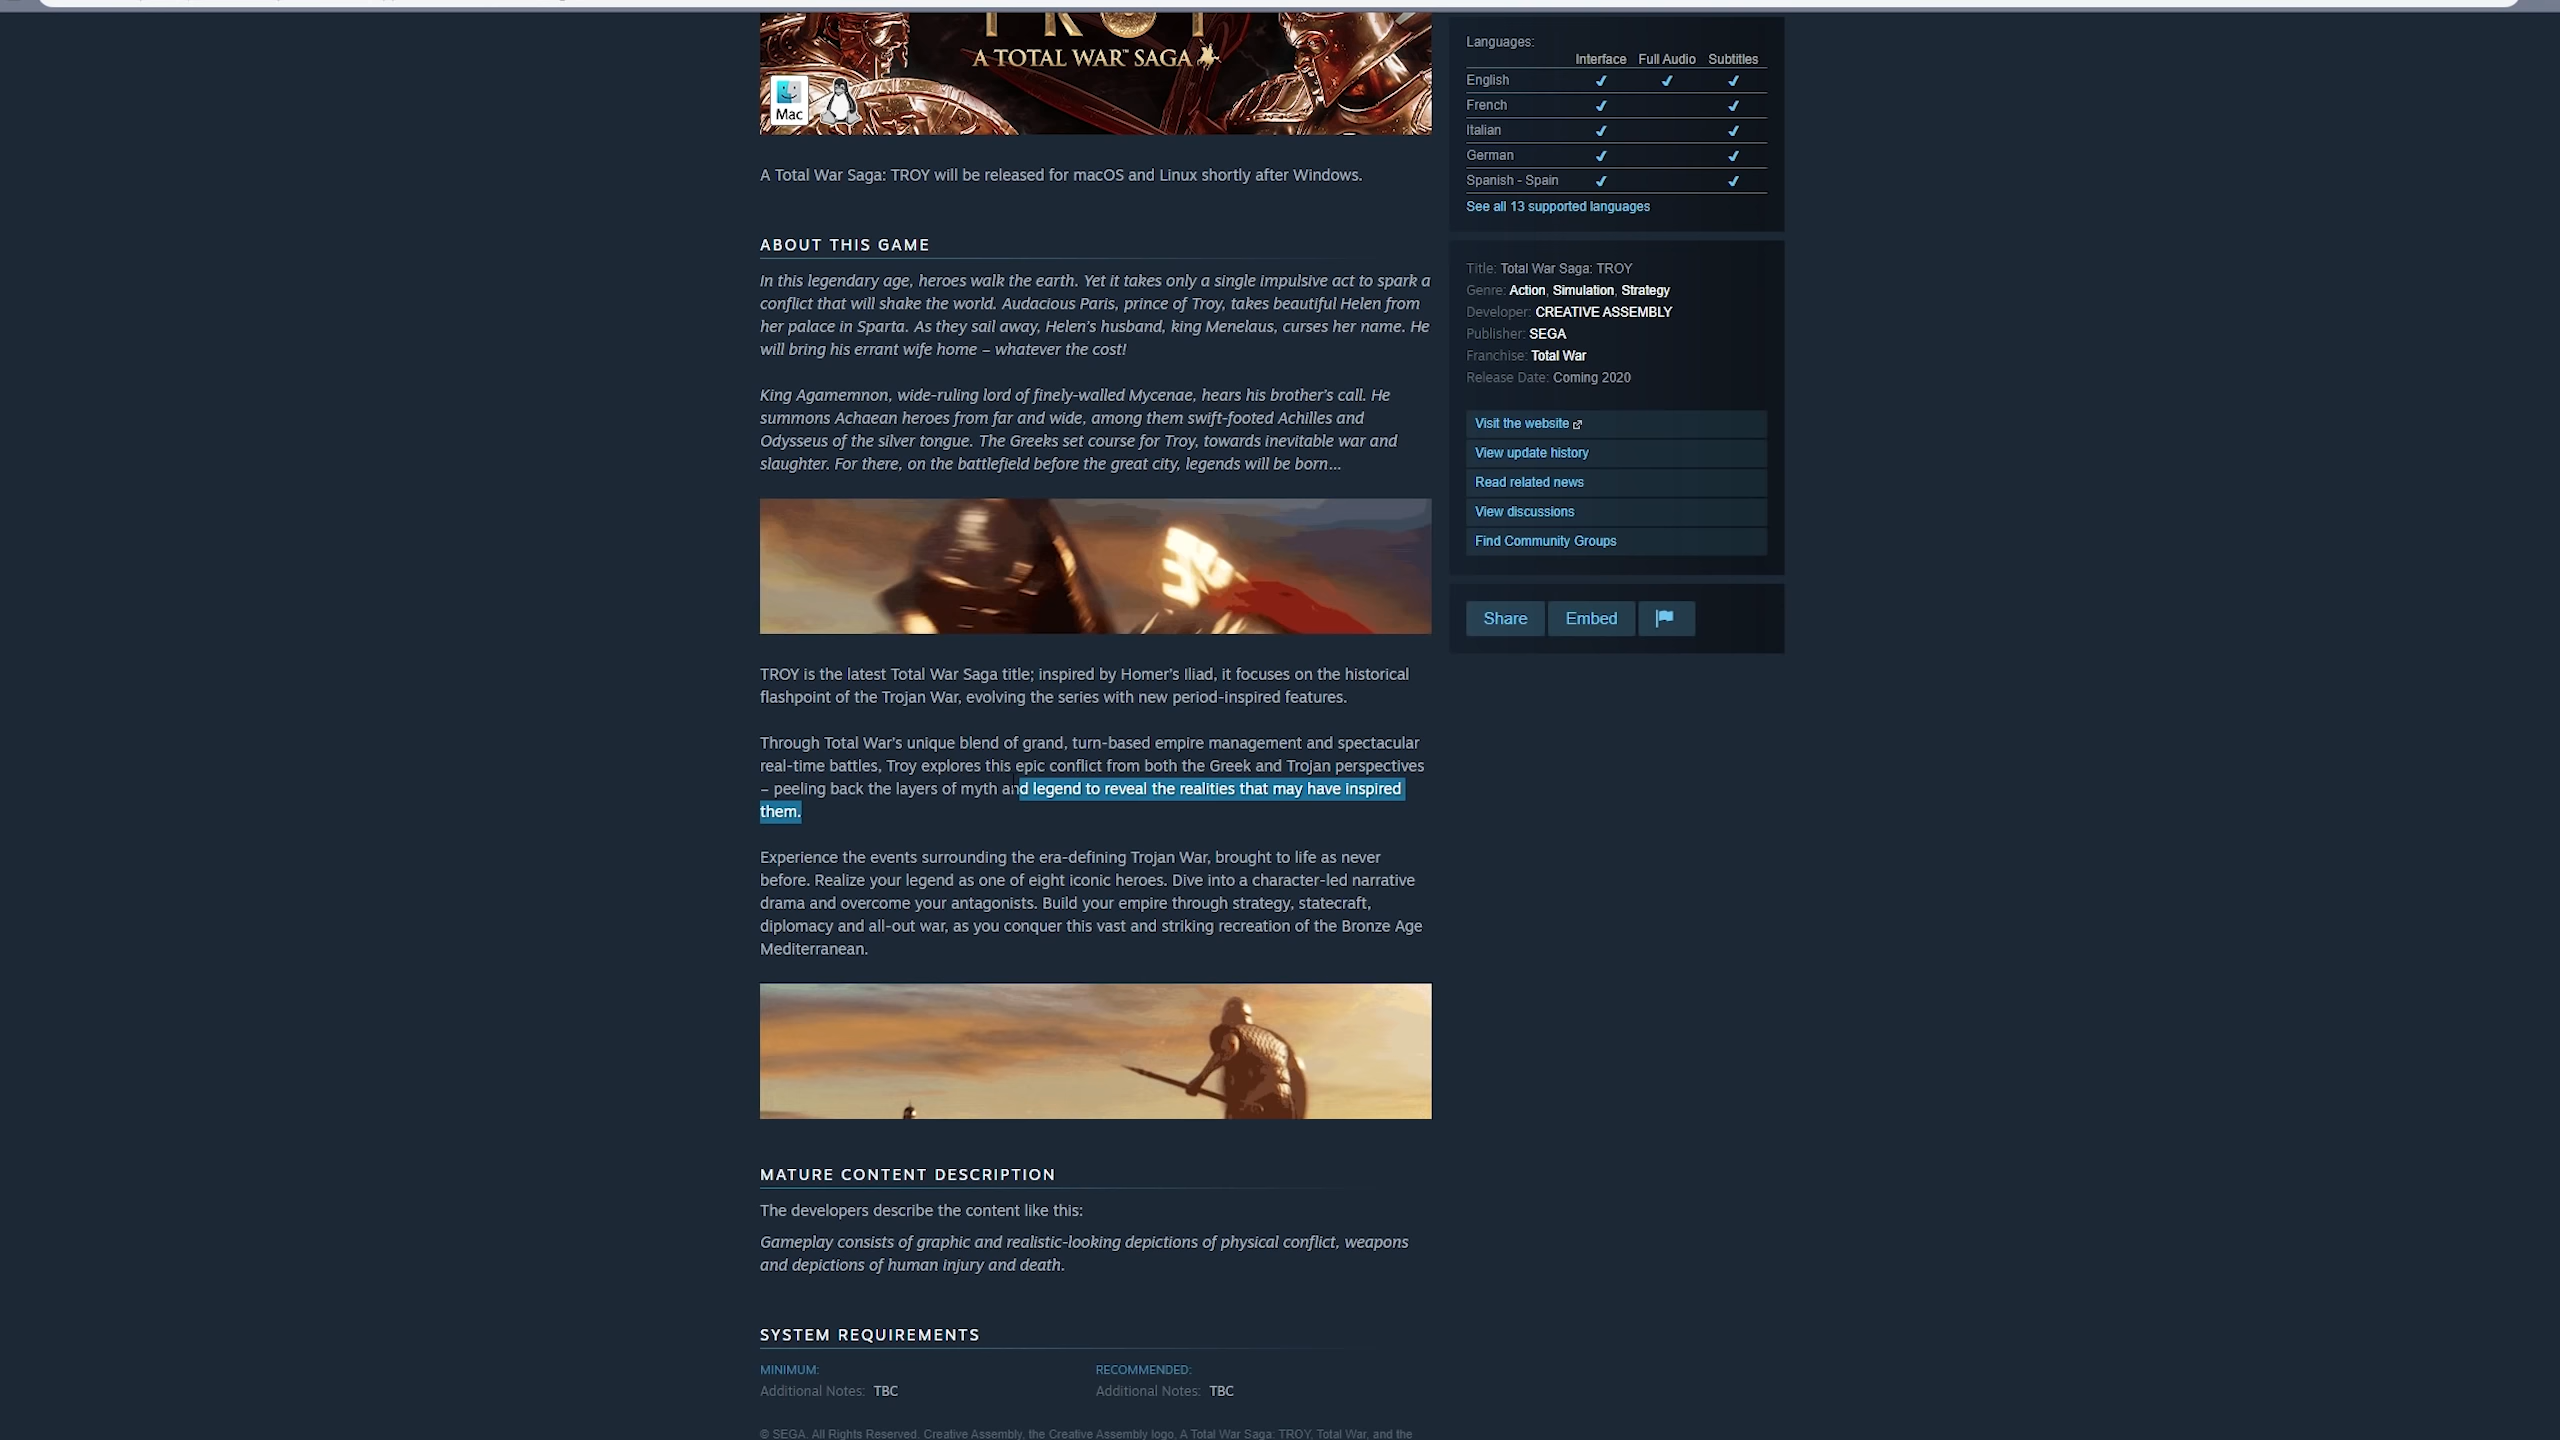 A TOTAL WAR™ SAGA
Mac
A Total War Saga: TROY will be released for macOS and Linux shortly after Windows.
ABOUT THIS GAME
In this legendary age, heroes walk the earth. Yet it takes only a single impulsive act to spark a
conflict that will shake the world. Audacious Paris, prince of Troy, takes beautiful Helen from
her palace in Sparta. As they sail away, Helen's husband, king Menelaus, curses her name. He
will bring his errant wife home – whatever the cost!
King Agamemnon, wide-ruling lord of finely-walled Mycenae, hears his brother's call. He
summons Achaean heroes from far and wide, among them swift-footed Achilles and
Odysseus of the silver tongue. The Greeks set course for Troy, towards inevitable war and
slaughter. For there, on the battlefield before the great city, legends will be born...
TROY is the latest Total War Saga title; inspired by Homer's Iliad, it focuses on the historical
flashpoint of the Trojan War, evolving the series with new period-inspired features.
Through Total War's unique blend of grand, turn-based empire management and spectacular
real-time battles, Troy explores this epic conflict from both the Greek and Trojan perspectives
– peeling back the layers of myth and legend to reveal the realities that may have inspired
them.
Experience the events surrounding the era-defining Trojan War, brought to life as never
before. Realize your legend as one of eight iconic heroes. Dive into a character-led narrative
drama and overcome your antagonists. Build your empire through strategy, statecraft,
diplomacy and all-out war, as you conquer this vast and striking recreation of the Bronze Age
Mediterranean.
MATURE CONTENT DESCRIPTION
The developers describe the content like this:
Gameplay consists of graphic and realistic-looking depictions of physical conflict, weapons
and depictions of human injury and death.
SYSTEM REQUIREMENTS
MINIMUM:
Additional Notes: TBC
RECOMMENDED:
Additional Notes: TBC
© SEGA. All Rights Reserved. Creative Assembly, the Creative Assembly logo, A Total War Saga: TROY, Total War, and the
Languages:
Interface Full Audio Subtitles
English ✔ ✔ ✔
French ✔ ✔
Italian ✔ ✔
German ✔ ✔
Spanish - Spain ✔ ✔
See all 13 supported languages
Title: Total War Saga: TROY
Genre: Action, Simulation, Strategy
Developer: CREATIVE ASSEMBLY
Publisher: SEGA
Franchise: Total War
Release Date: Coming 2020
Visit the website
View update history
Read related news
View discussions
Find Community Groups
Share Embed